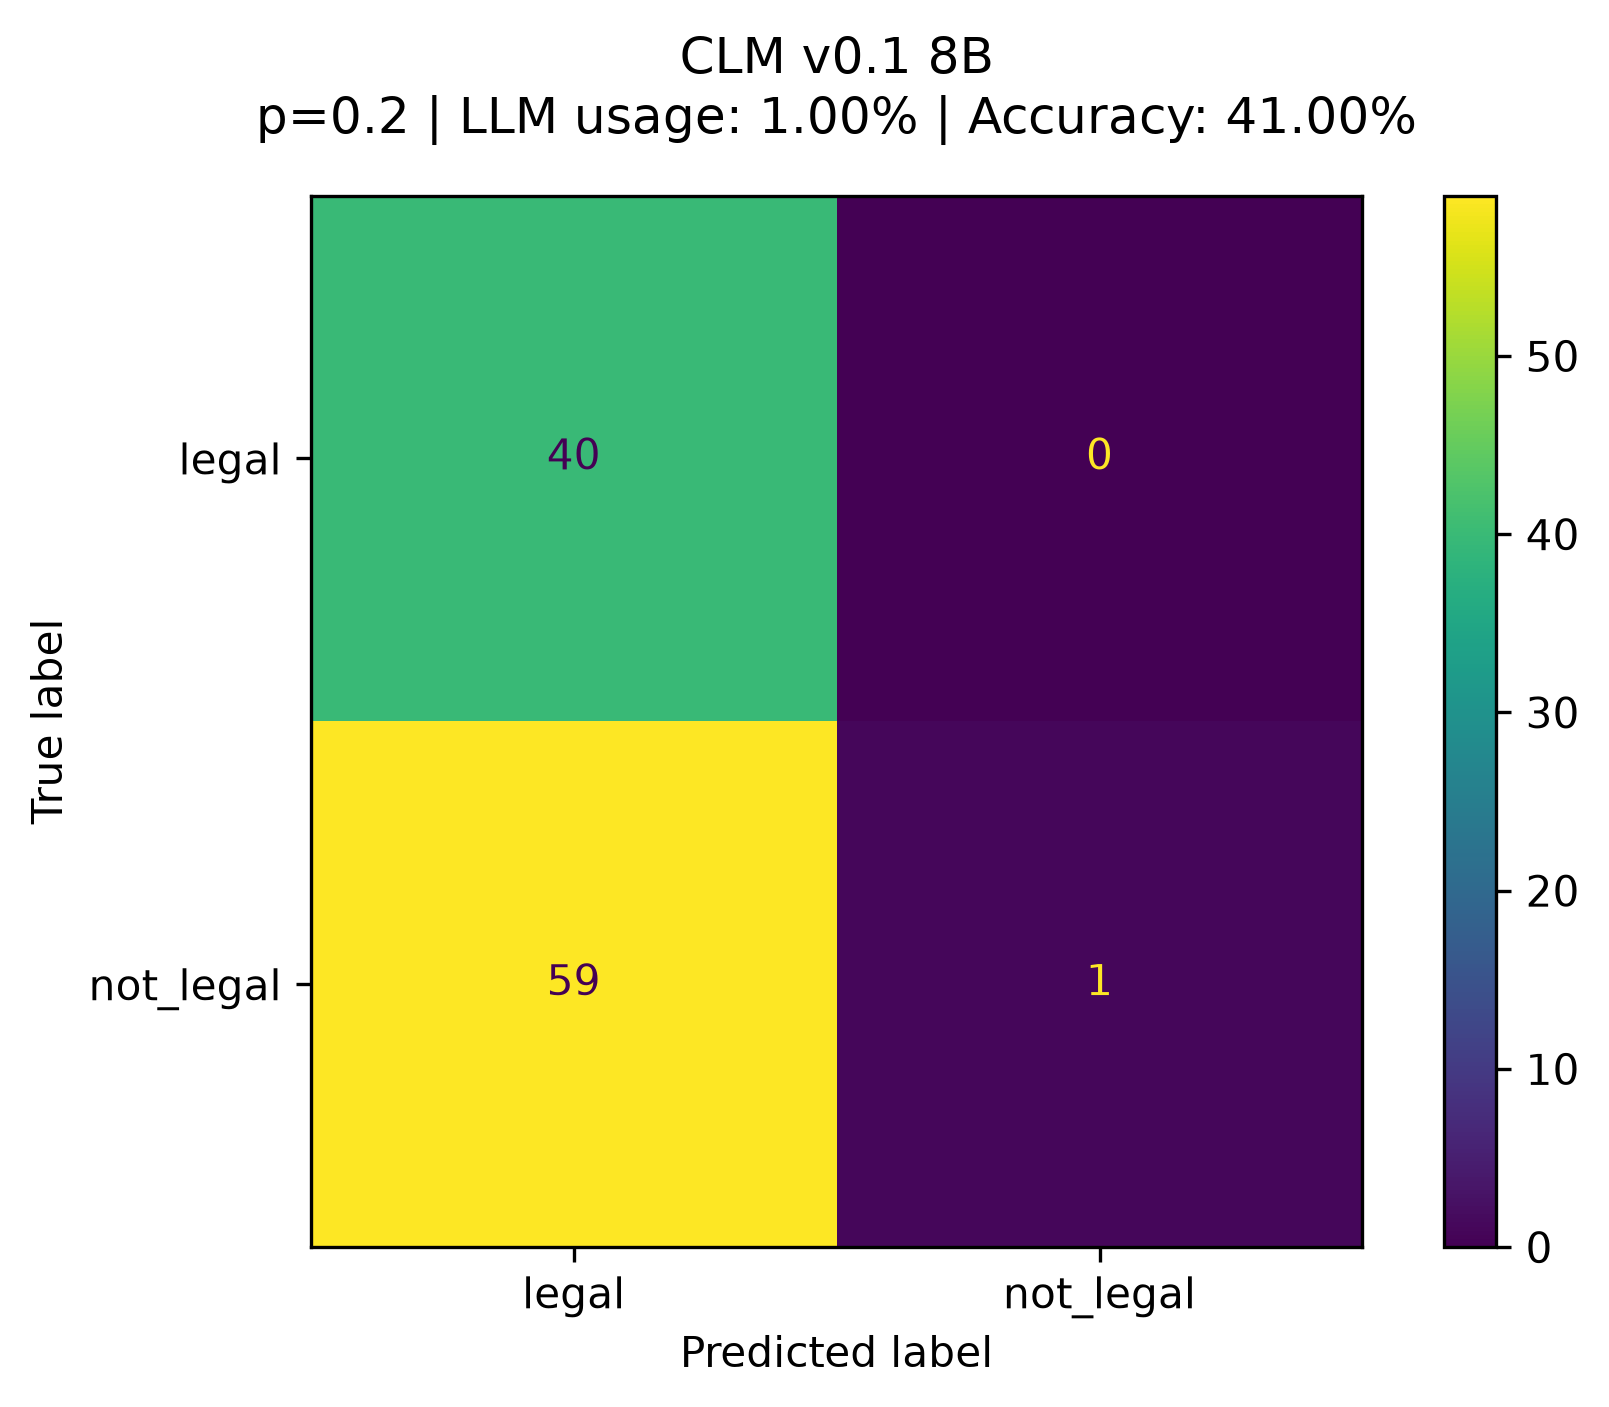 CLM v0.1 8B
p=0.2 | LLM usage: 1.00% | Accuracy: 41.00%
True label
legal
not_legal
40
0
59
1
legal
not_legal
Predicted label
50
40
30
20
10
0